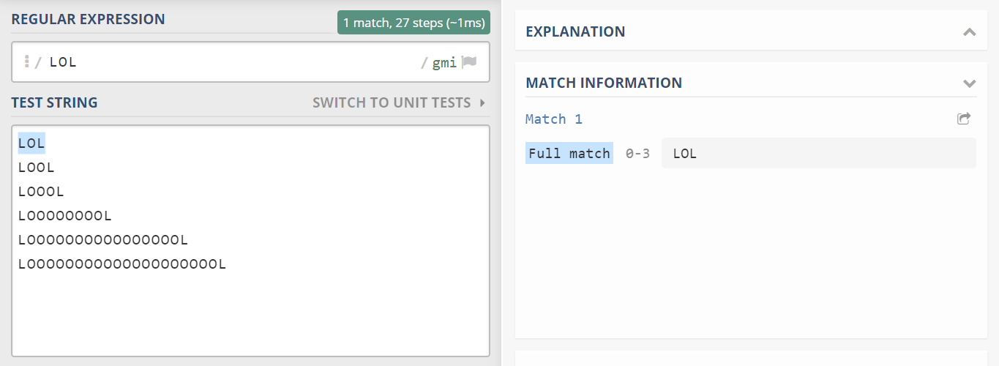 REGULAR EXPRESSION
1 match, 27 steps (~1ms)
/ LOL / gmi
TEST STRING
SWITCH TO UNIT TESTS
LOL
LOOL
LOOOL
LOOOOOOOOL
LOOOOOOOOOOOOOOOOL
LOOOOOOOOOOOOOOOOOOOOL
EXPLANATION
MATCH INFORMATION
Match 1
Full match 0-3 LOL